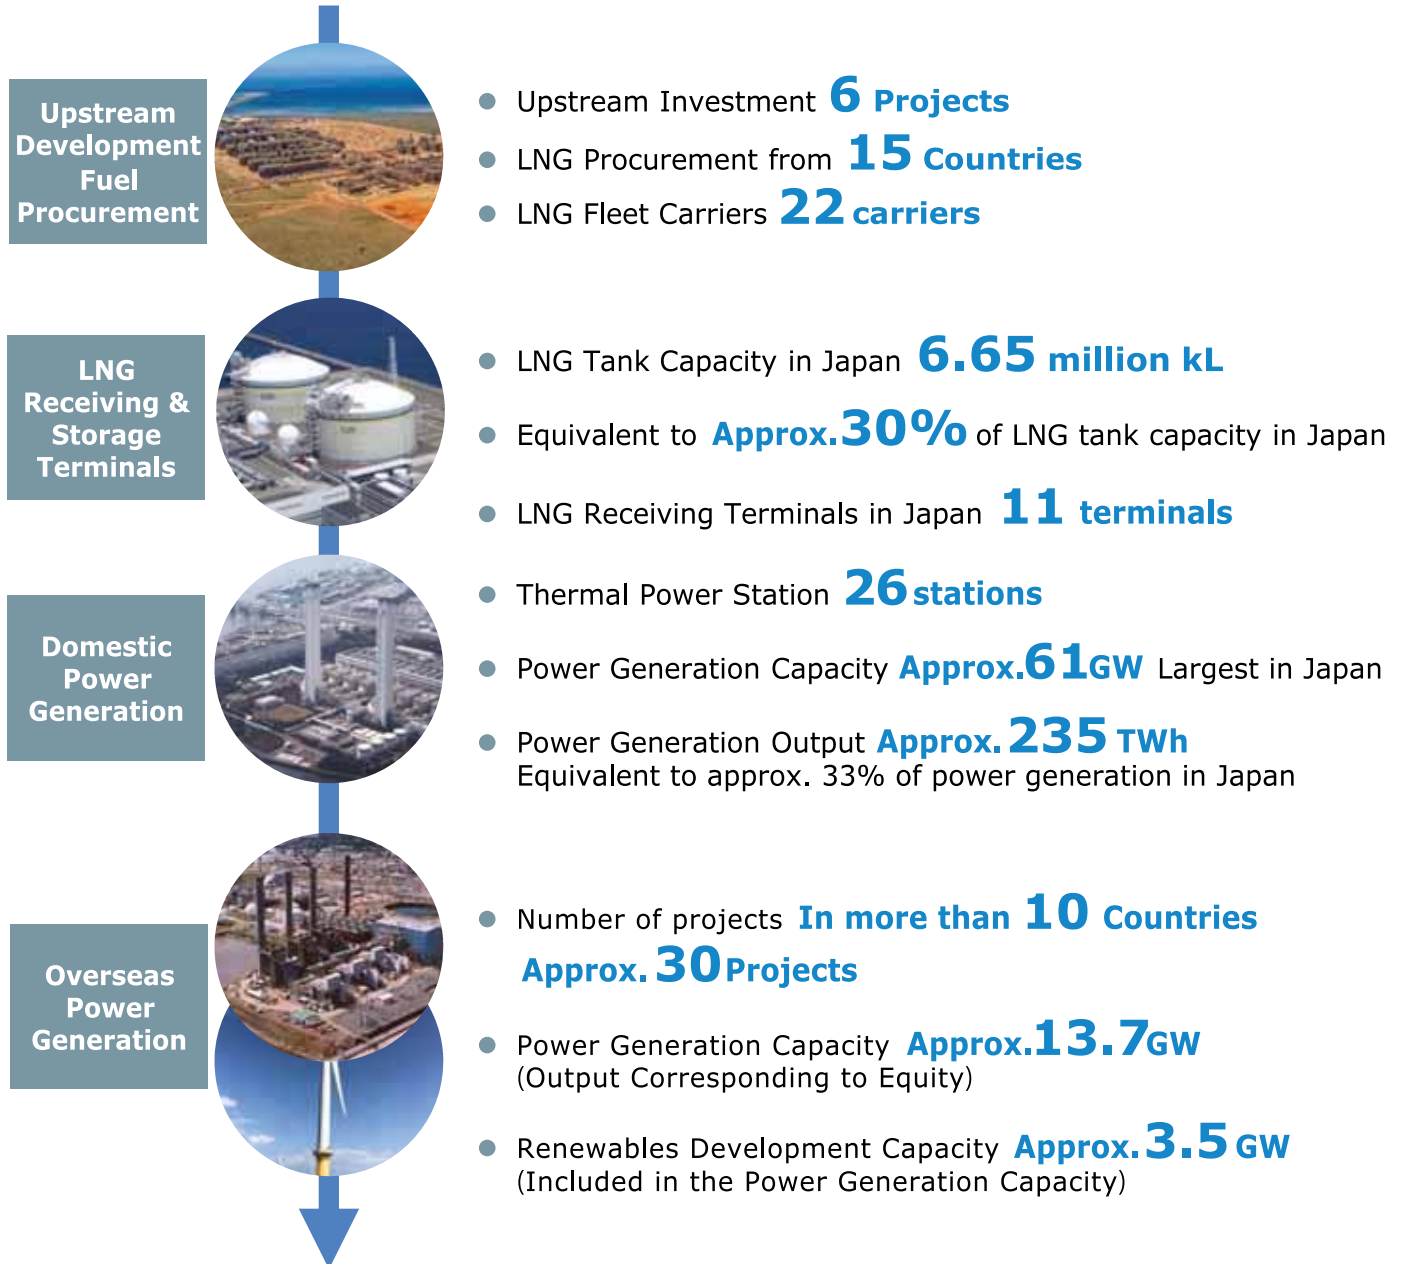 Upstream
Development
Fuel
Procurement
Upstream Investment 6 Projects
LNG Procurement from 15 Countries
LNG Fleet Carriers 22 carriers
LNG
Receiving &
Storage
Terminals
LNG Tank Capacity in Japan 6.65 million kL
Equivalent to Approx. 30% of LNG tank capacity in Japan
LNG Receiving Terminals in Japan 11 terminals
Domestic
Power
Generation
Thermal Power Station 26 stations
Power Generation Capacity Approx. 61 GW Largest in Japan
Power Generation Output Approx. 235 TWh
Equivalent to approx. 33% of power generation in Japan
Overseas
Power
Generation
Number of projects In more than 10 Countries
Approx. 30 Projects
Power Generation Capacity Approx. 13.7 GW
(Output Corresponding to Equity)
Renewables Development Capacity Approx. 3.5 GW
(Included in the Power Generation Capacity)